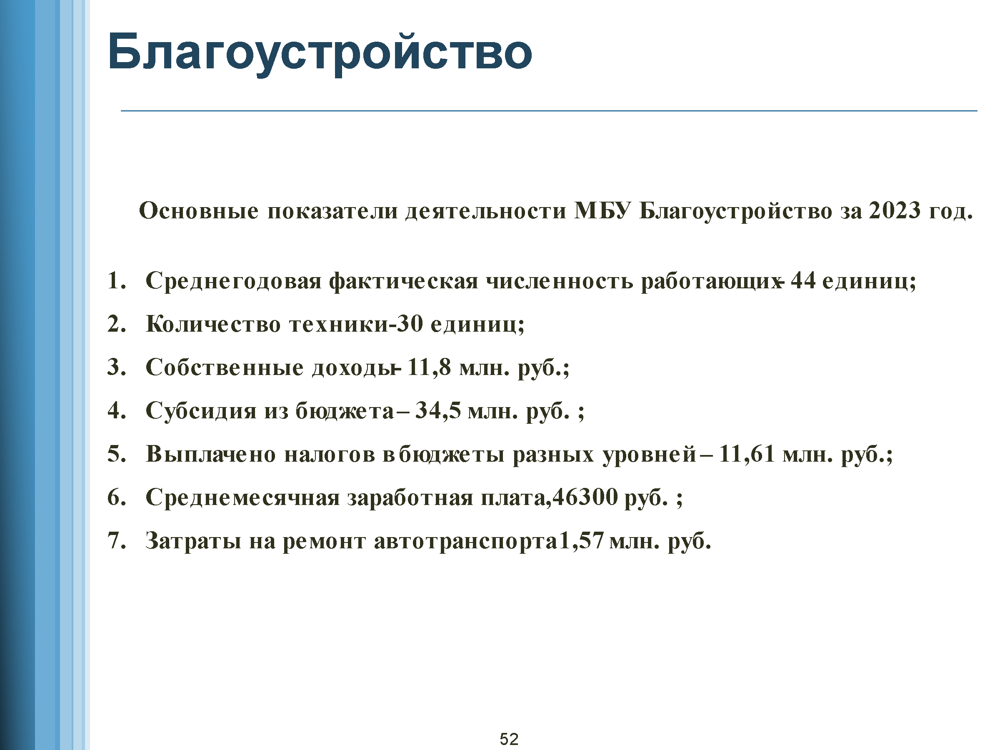 Благоустройство
Основные показатели деятельности МБУ Благоустройство за 2023 год.
1. Среднегодовая фактическая численность работающих- 44 единиц;
2. Количество техники-30 единиц;
3. Собственные доходы- 11,8 млн. руб.;
4. Субсидия из бюджета – 34,5 млн. руб. ;
5. Выплачено налогов в бюджеты разных уровней – 11,61 млн. руб.;
6. Среднемесячная заработная плата,46300 руб. ;
7. Затраты на ремонт автотранспорта 1,57 млн. руб.
52